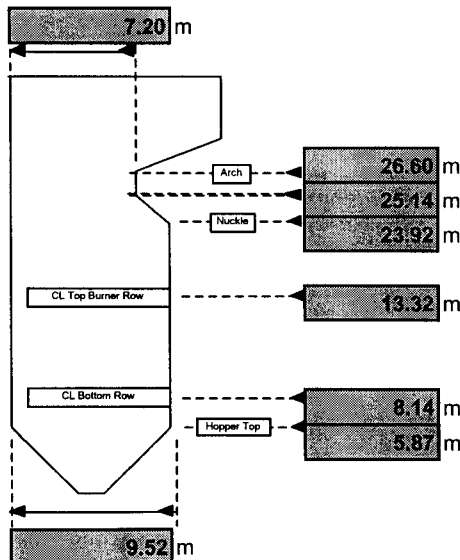 7.20 m
Arch
26.60 m
25.14 m
Nuckle
23.92 m
CL Top Burner Row
13.32 m
CL Bottom Row
8.14 m
Hopper Top
5.87 m
9.52 m